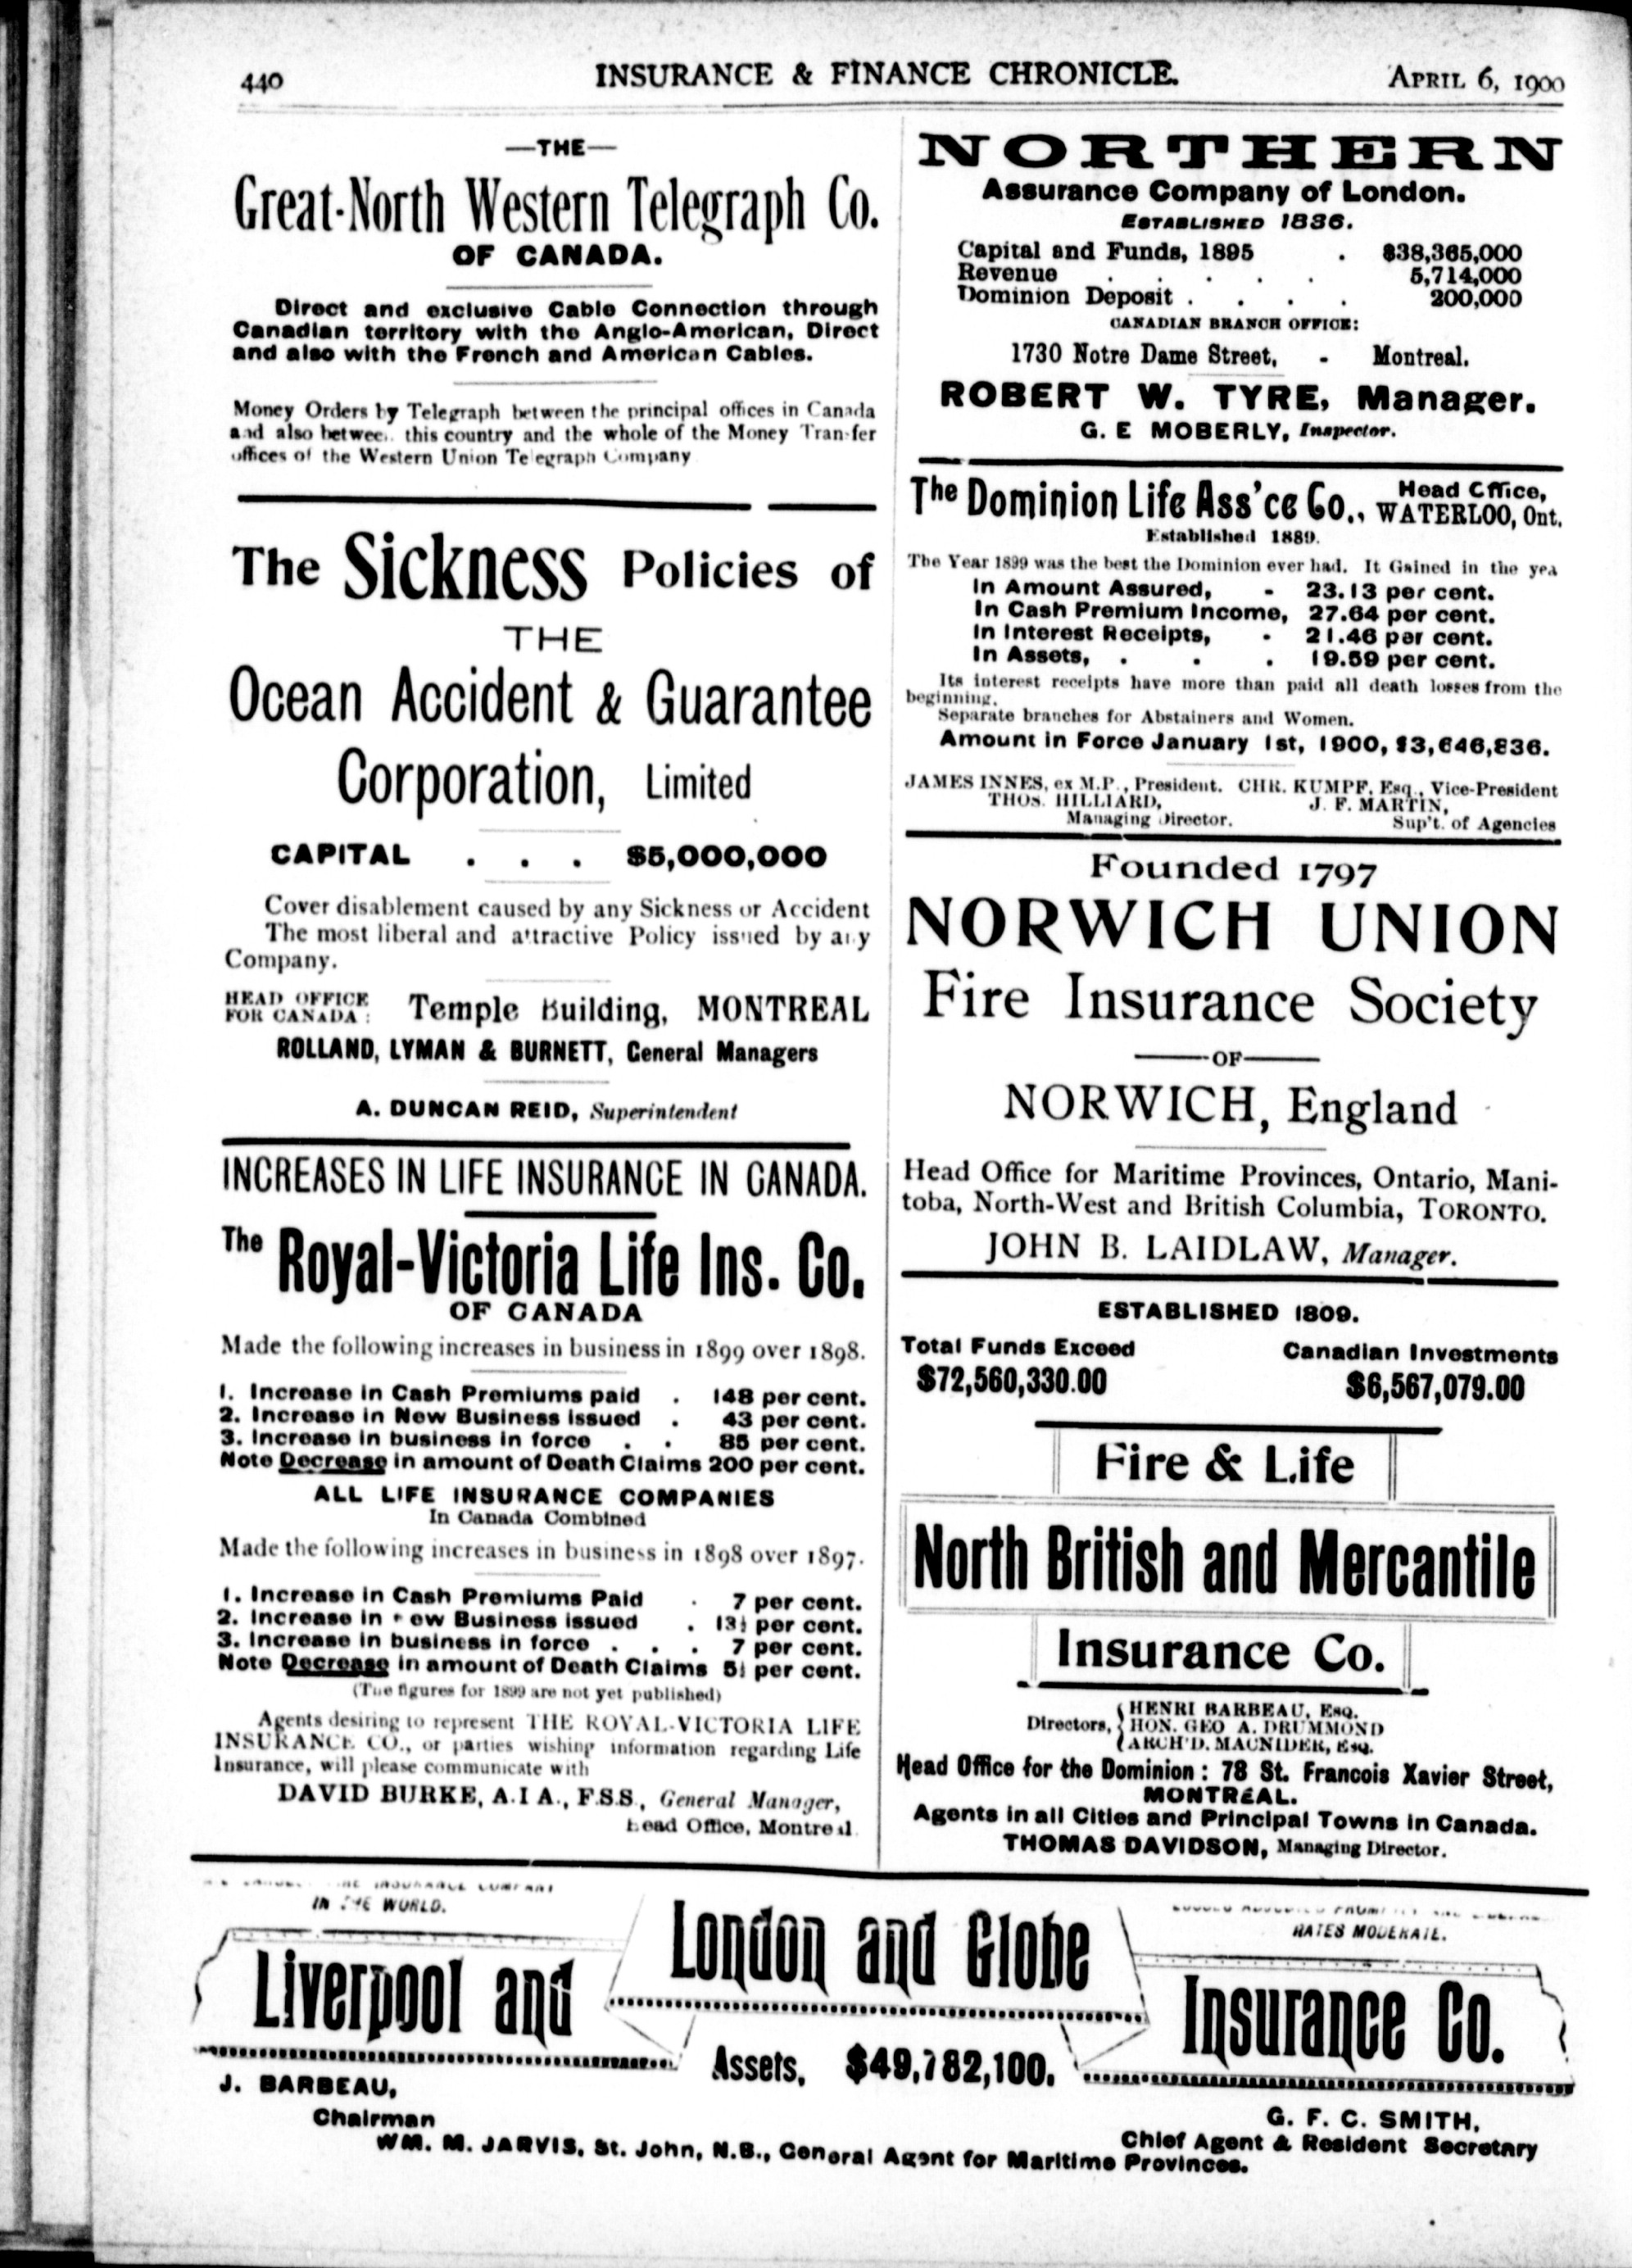 440
INSURANCE & FINANCE CHRONICLE.
APRIL 6, 1900
—THE—
Great-North Western Telegraph Co.
OF CANADA.
Direct and exclusive Cable Connection through
Canadian territory with the Anglo-American, Direct
and also with the French and American Cables.
Money Orders by Telegraph between the principal offices in Canada
and also between this country and the whole of the Money Transfer
offices of the Western Union Telegraph Company
The Sickness Policies of
THE
Ocean Accident & Guarantee
Corporation, Limited
CAPITAL . . . $5,000,000
Cover disablement caused by any Sickness or Accident
The most liberal and attractive Policy issued by any
Company.
HEAD OFFICE
FOR CANADA: Temple Building, MONTREAL
ROLLAND, LYMAN & BURNETT, General Managers
A. DUNCAN REID, Superintendent
INCREASES IN LIFE INSURANCE IN CANADA.
The Royal-Victoria Life Ins. Co.
OF CANADA
Made the following increases in business in 1899 over 1898.
1. Increase in Cash Premiums paid . 148 per cent.
2. Increase in New Business issued . 43 per cent.
3. Increase in business in force . . 85 per cent.
Note Decrease in amount of Death Claims 200 per cent.
ALL LIFE INSURANCE COMPANIES
In Canada Combined
Made the following increases in business in 1898 over 1897.
1. Increase in Cash Premiums Paid . 7 per cent.
2. Increase in New Business issued . per cent.
3. Increase in business in force . . . 7 per cent.
Note Decrease in amount of Death Claims per cent.
(The figures for 1899 are not yet published)
Agents desiring to represent THE ROYAL-VICTORIA LIFE
INSURANCE CO., or parties wishing information regarding Life
Insurance, will please communicate with
DAVID BURKE, A.I A., F.S.S., General Manager,
Head Office, Montreal
NORTHERN
Assurance Company of London.
ESTABLISHED 1836.
Capital and Funds, 1895 . $38,365,000
Revenue . . . . . 5,714,000
Dominion Deposit . . . . 200,000
CANADIAN BRANCH OFFICE:
1730 Notre Dame Street, - Montreal.
ROBERT W. TYRE, Manager.
G. E MOBERLY, Inspector.
The Dominion Life Ass'ce Co., Head Office,
WATERLOO, Ont.
Established 1889.
The Year 1899 was the best the Dominion ever had. It Gained in the yea
In Amount Assured, - 23.13 per cent.
In Cash Premium Income, 27.64 per cent.
In Interest Receipts, - 21.46 per cent.
In Assets, . . . 19.59 per cent.
Its interest receipts have more than paid all death losses from the
beginning.
Separate branches for Abstainers and Women.
Amount in Force January 1st, 1900, $3,646,836.
JAMES INNES, ex M.P., President. CHR. KUMPF, Esq., Vice-President
THOS. HILLIARD, J. F. MARTIN,
Managing Director. Sup't. of Agencies
Founded 1797
NORWICH UNION
Fire Insurance Society
—OF—
NORWICH, England
Head Office for Maritime Provinces, Ontario, Mani-
toba, North-West and British Columbia, TORONTO.
JOHN B. LAIDLAW, Manager.
ESTABLISHED 1809.
Total Funds Exceed Canadian Investments
$72,560,330.00 $6,567,079.00
Fire & Life
North British and Mercantile
Insurance Co.
HENRI BARBEAU, ESQ.
Directors, HON. GEO A. DRUMMOND
ARCH'D. MACNIDER, ESQ.
Head Office for the Dominion: 78 St. Francois Xavier Street,
MONTREAL.
Agents in all Cities and Principal Towns in Canada.
THOMAS DAVIDSON, Managing Director.
INSURANCE COMPANY
IN THE WORLD.
RATES MODERATE.
Liverpool and London and Globe Insurance Co.
Assets, $49,782,100.
J. BARBEAU,
Chairman
G. F. C. SMITH,
Chief Agent & Resident Secretary
WM. M. JARVIS, St. John, N.B., General Agent for Maritime Provinces.